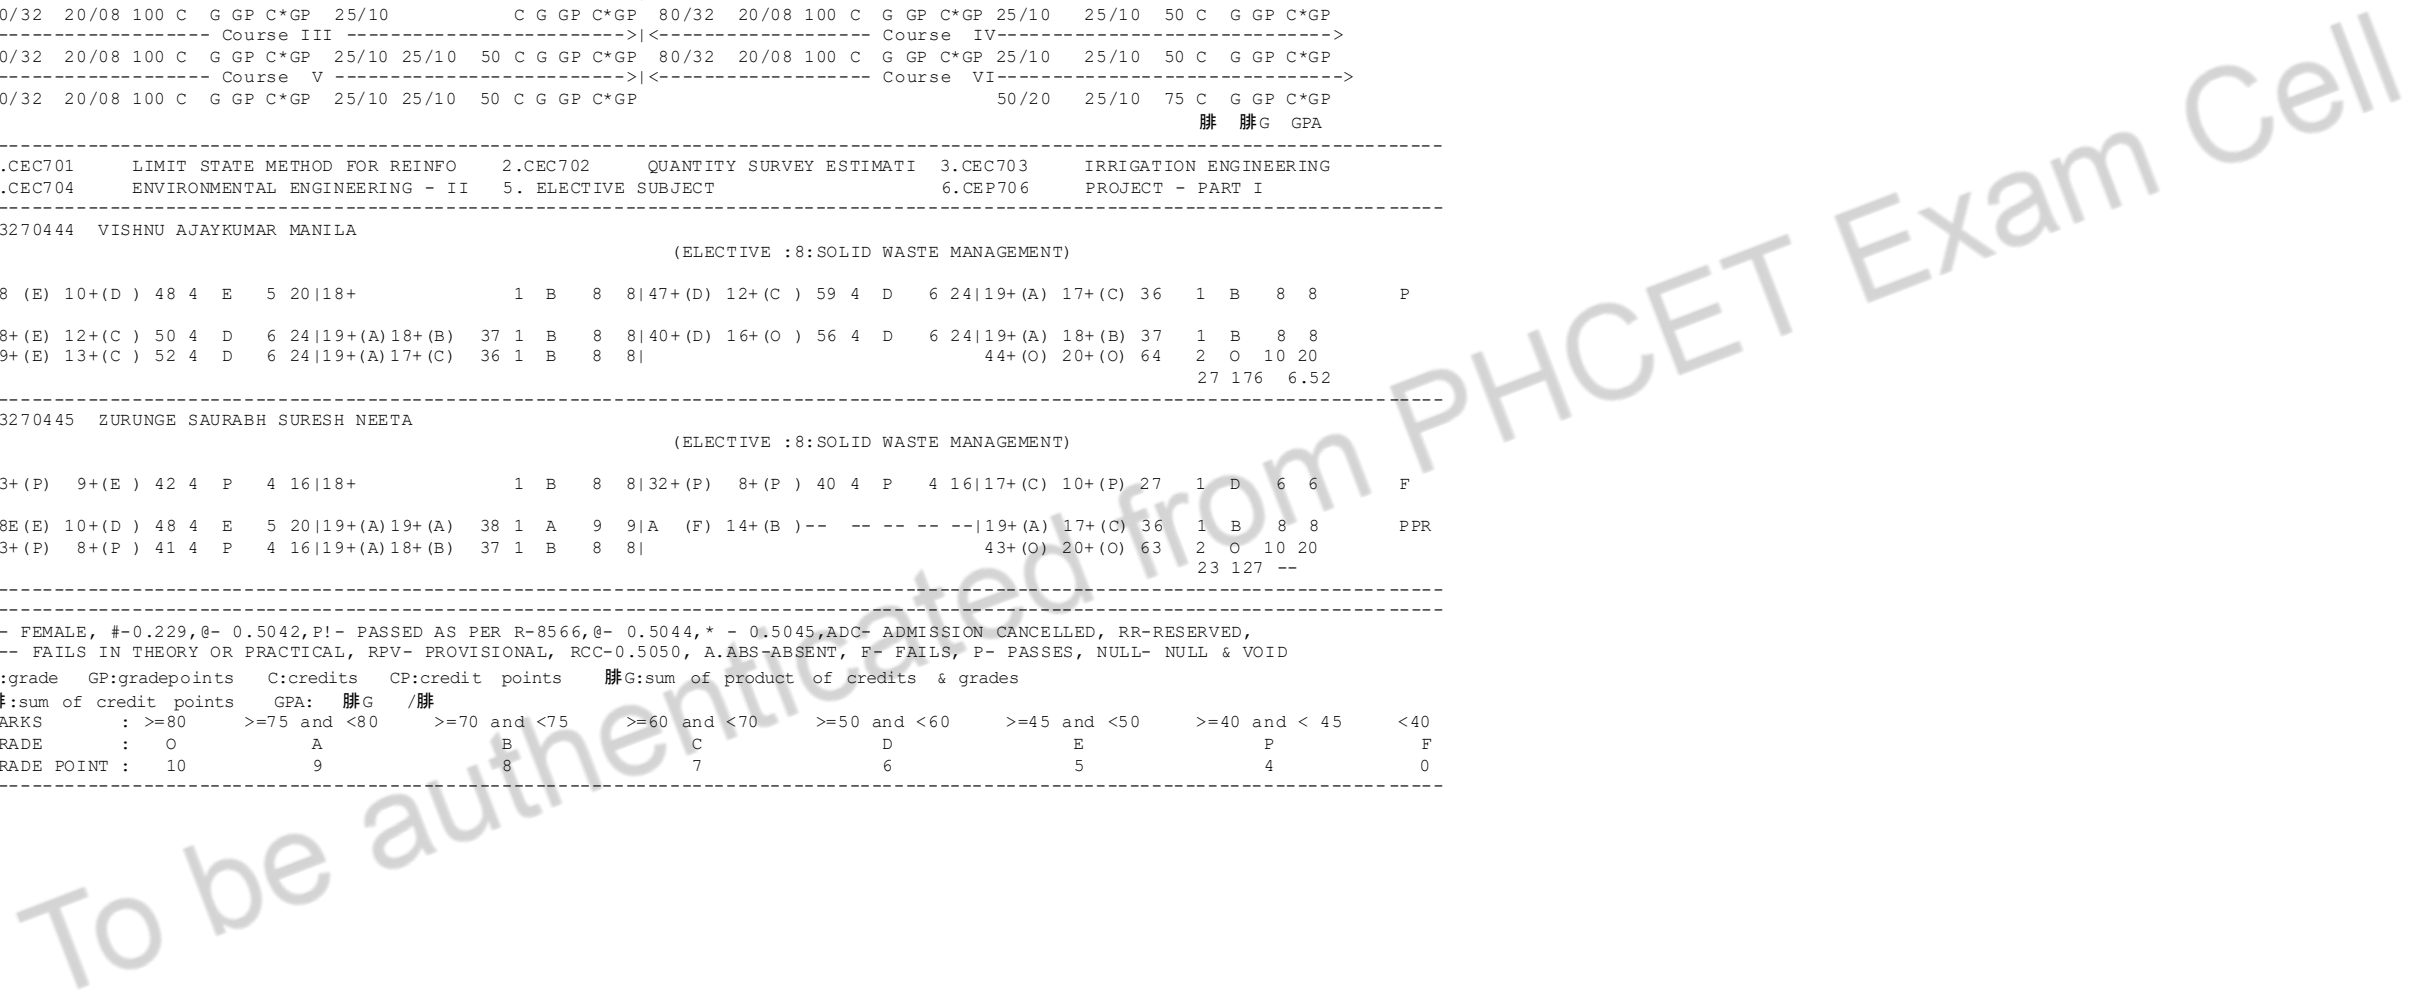 0/32 20/08 100 C G GP C*GP 25/10 C G GP C*GP 80/32 20/08 100 C G GP C*GP 25/10 25/10 50 C G GP C*GP
------------------- Course III ------------------------->|<------------------- Course IV------------------------------>
0/32 20/08 100 C G GP C*GP 25/10 25/10 50 C G GP C*GP 80/32 20/08 100 C G GP C*GP 25/10 25/10 50 C G GP C*GP
------------------- Course V -------------------------->|<------------------- Course VI------------------------------->
0/32 20/08 100 C G GP C*GP 25/10 25/10 50 C G GP C*GP 50/20 25/10 75 C G GP C*GP
腓 腓G GPA
.CEC701 LIMIT STATE METHOD FOR REINFO 2.CEC702 QUANTITY SURVEY ESTIMATI 3.CEC703 IRRIGATION ENGINEERING
.CEC704 ENVIRONMENTAL ENGINEERING - II 5. ELECTIVE SUBJECT 6.CEP706 PROJECT - PART I
3270444 VISHNU AJAYKUMAR MANILA
(ELECTIVE :8:SOLID WASTE MANAGEMENT)
8 (E) 10+(D ) 48 4 E 5 20|18+ 1 B 8 8|47+(D) 12+(C ) 59 4 D 6 24|19+(A) 17+(C) 36 1 B 8 8 P
8+(E) 12+(C ) 50 4 D 6 24|19+(A)18+(B) 37 1 B 8 8|40+(D) 16+(O ) 56 4 D 6 24|19+(A) 18+(B) 37 1 B 8 8
9+(E) 13+(C ) 52 4 D 6 24|19+(A)17+(C) 36 1 B 8 8| 44+(O) 20+(O) 64 2 O 10 20
27 176 6.52
3270445 ZURUNGE SAURABH SURESH NEETA
(ELECTIVE :8:SOLID WASTE MANAGEMENT)
3+(P) 9+(E ) 42 4 P 4 16|18+ 1 B 8 8|32+(P) 8+(P ) 40 4 P 4 16|17+(C) 10+(P) 27 1 D 6 6 F
8E(E) 10+(D ) 48 4 E 5 20|19+(A)19+(A) 38 1 A 9 9|A (F) 14+(B )-- -- -- -- --|19+(A) 17+(C) 36 1 B 8 8 PPR
3+(P) 8+(P ) 41 4 P 4 16|19+(A)18+(B) 37 1 B 8 8| 43+(O) 20+(O) 63 2 O 10 20
23 127 --
- FEMALE, #-0.229,@- 0.5042,P!- PASSED AS PER R-8566,@- 0.5044,* - 0.5045,ADC- ADMISSION CANCELLED, RR-RESERVED,
-- FAILS IN THEORY OR PRACTICAL, RPV- PROVISIONAL, RCC-0.5050, A.ABS-ABSENT, F- FAILS, P- PASSES, NULL- NULL & VOID
:grade GP:gradepoints C:credits CP:credit points 腓G:sum of product of credits & grades
腓:sum of credit points GPA: 腓G /腓
ARKS : >=80 >=75 and <80 >=70 and <75 >=60 and <70 >=50 and <60 >=45 and <50 >=40 and < 45 <40
RADE : O A B C D E P F
RADE POINT : 10 9 8 7 6 5 4 0
To be authenticated from PHCET Exam Cell